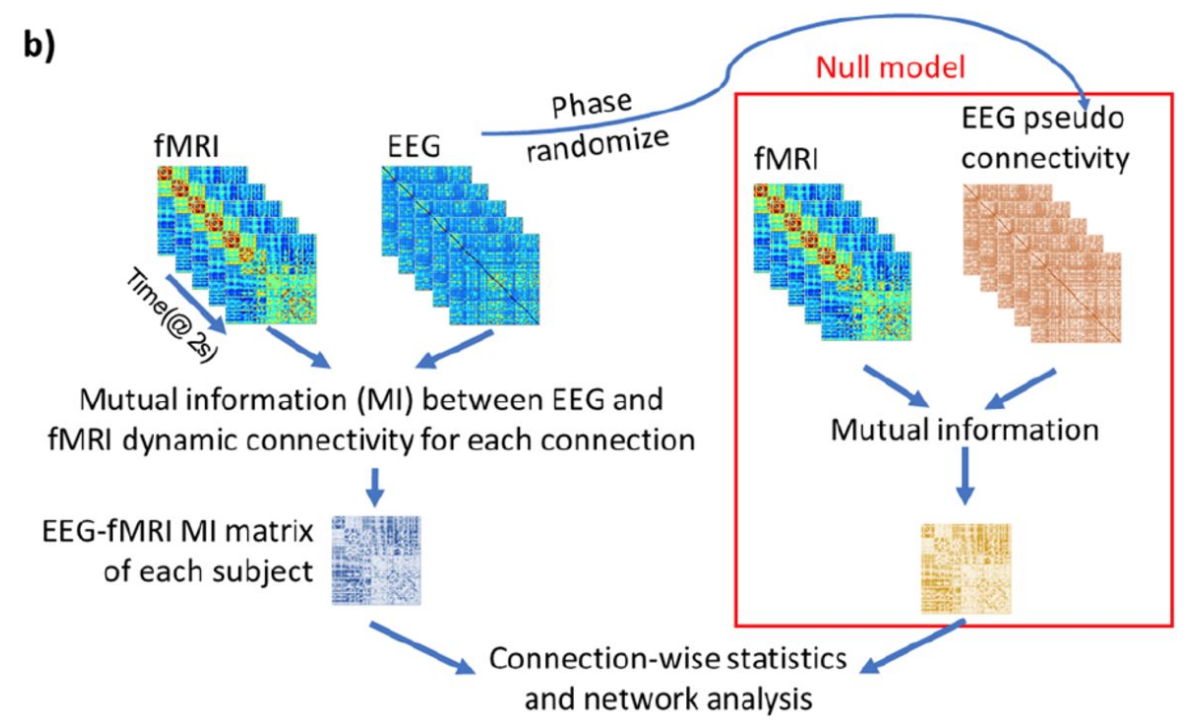 b)
Null model
Phase
randomize
EEG pseudo
connectivity
fMRI
EEG
fMRI
Time(@2s)
Mutual information (MI) between EEG and
fMRI dynamic connectivity for each connection
Mutual information
EEG-fMRI MI matrix
of each subject
Connection-wise statistics
and network analysis